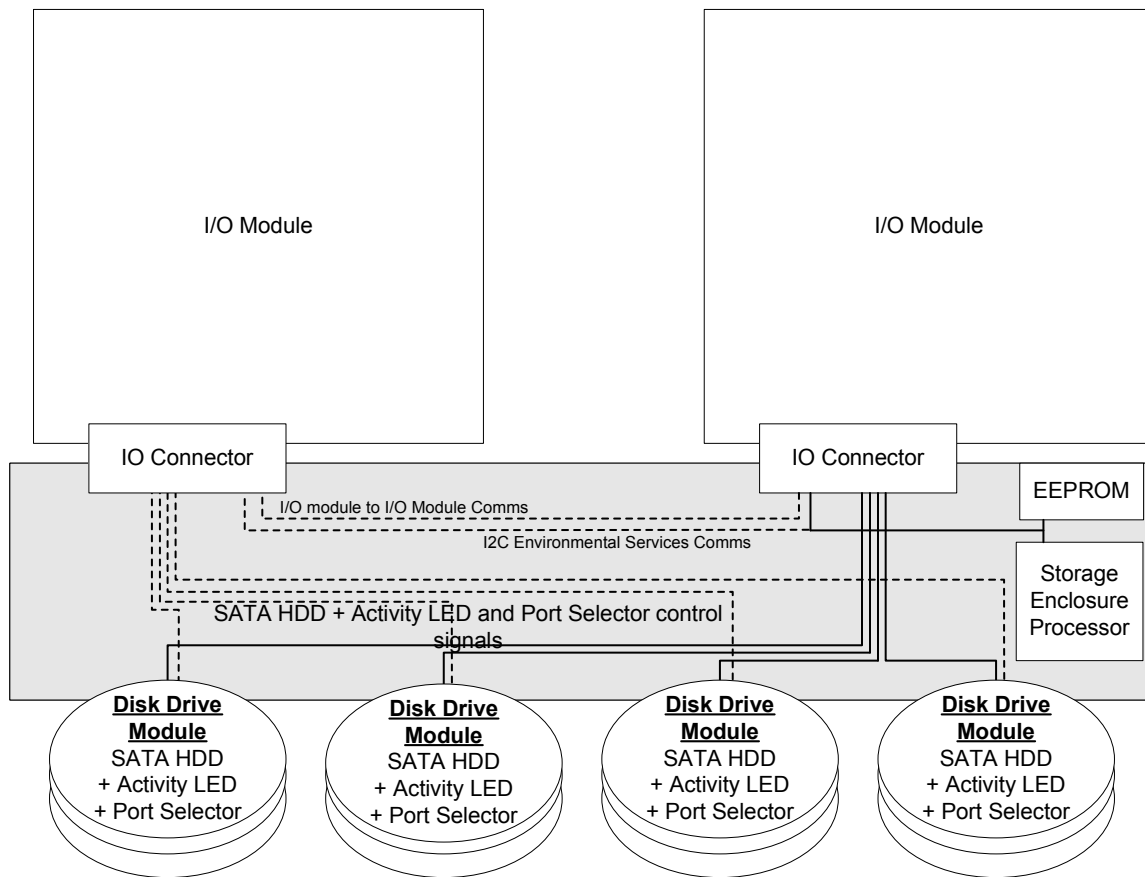 I/O Module
I/O Module
IO Connector
IO Connector
EEPROM
I/O module to I/O Module Comms
I2C Environmental Services Comms
Storage
Enclosure
Processor
SATA HDD + Activity LED and Port Selector control
signals
Disk Drive
Module
SATA HDD
+ Activity LED
+ Port Selector
Disk Drive
Module
SATA HDD
+ Activity LED
+ Port Selector
Disk Drive
Module
SATA HDD
+ Activity LED
+ Port Selector
Disk Drive
Module
SATA HDD
+ Activity LED
+ Port Selector